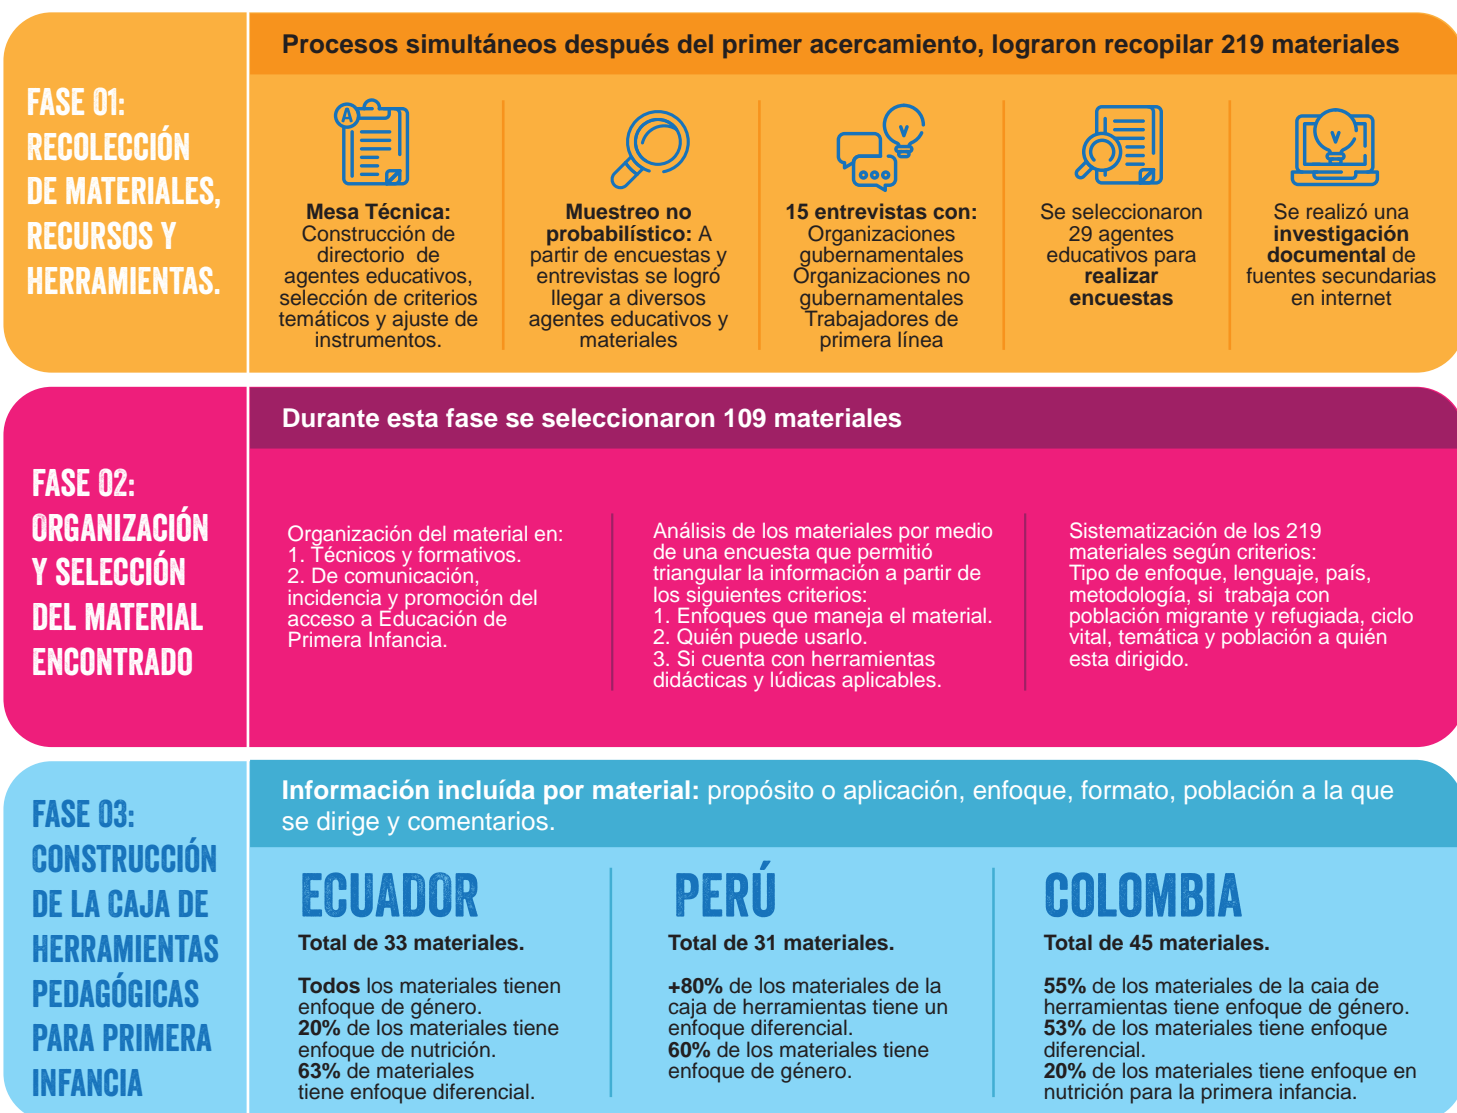 FASE 01:
RECOLECCIÓN
DE MATERIALES,
RECURSOS Y
HERRAMIENTAS.
Procesos simultáneos después del primer acercamiento, lograron recopilar 219 materiales
A
Mesa Técnica:
Construcción de
directorio de
agentes educativos,
selección de criterios
temáticos y ajuste de
instrumentos.
Muestreo no
probabilístico: A
partir de encuestas y
entrevistas se logró
llegar a diversos
agentes educativos y
materiales
15 entrevistas con:
Organizaciones
gubernamentales
Organizaciones no
gubernamentales
Trabajadores de
primera línea
Se seleccionaron
29 agentes
educativos para
realizar
encuestas
Se realizó una
investigación
documental de
fuentes secundarias
en internet
FASE 02:
ORGANIZACIÓN
Y SELECCIÓN
DEL MATERIAL
ENCONTRADO
Durante esta fase se seleccionaron 109 materiales
Organización del material en:
1. Técnicos y formativos.
2. De comunicación,
incidencia y promoción del
acceso a Educación de
Primera Infancia.
Análisis de los materiales por medio
de una encuesta que permitió
triangular la información a partir de
los siguientes criterios:
1. Enfoques que maneja el material.
2. Quién puede usarlo.
3. Si cuenta con herramientas
didácticas y lúdicas aplicables.
Sistematización de los 219
materiales según criterios:
Tipo de enfoque, lenguaje, país,
metodología, si trabaja con
población migrante y refugiada, ciclo
vital, temática y población a quién
esta dirigido.
FASE 03:
CONSTRUCCIÓN
DE LA CAJA DE
HERRAMIENTAS
PEDAGÓGICAS
PARA PRIMERA
INFANCIA
Información incluída por material: propósito o aplicación, enfoque, formato, población a la que
se dirige y comentarios.
ECUADOR
Total de 33 materiales.
Todos los materiales tienen
enfoque de género.
20% de los materiales tiene
enfoque de nutrición.
63% de materiales
tiene enfoque diferencial.
PERÚ
Total de 31 materiales.
+80% de los materiales de la
caja de herramientas tiene un
enfoque diferencial.
60% de los materiales tiene
enfoque de género.
COLOMBIA
Total de 45 materiales.
55% de los materiales de la caia de
herramientas tiene enfoque de género.
53% de los materiales tiene enfoque
diferencial.
20% de los materiales tiene enfoque en
nutrición para la primera infancia.